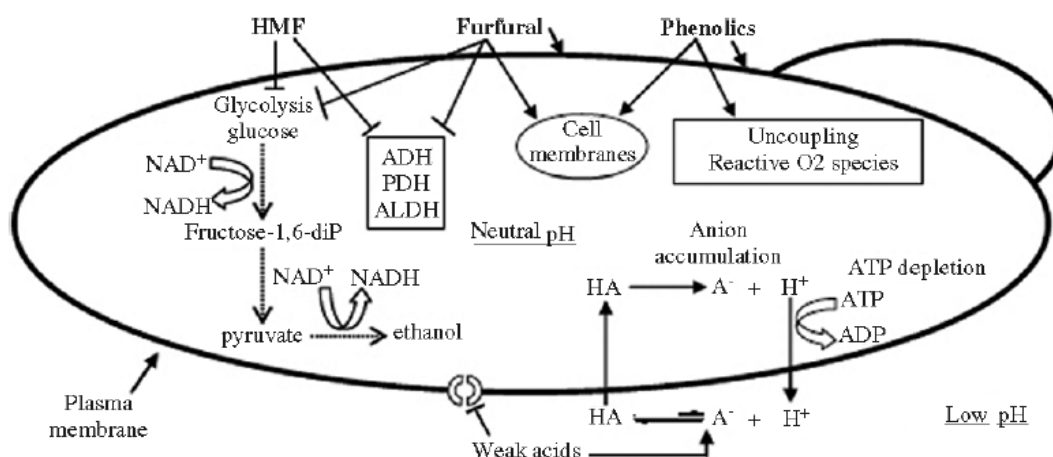 HMF
Furfural
Phenolics
Glycolysis
glucose
NAD+
NADH
Fructose-1,6-diP
NAD+
NADH
pyruvate
ethanol
ADH
PDH
ALDH
Cell
membranes
Uncoupling
Reactive O2 species
Neutral pH
Anion
accumulation
ATP depletion
HA
A- + H+
ATP
ADP
Plasma
membrane
HA
A- + H+
Low pH
Weak acids